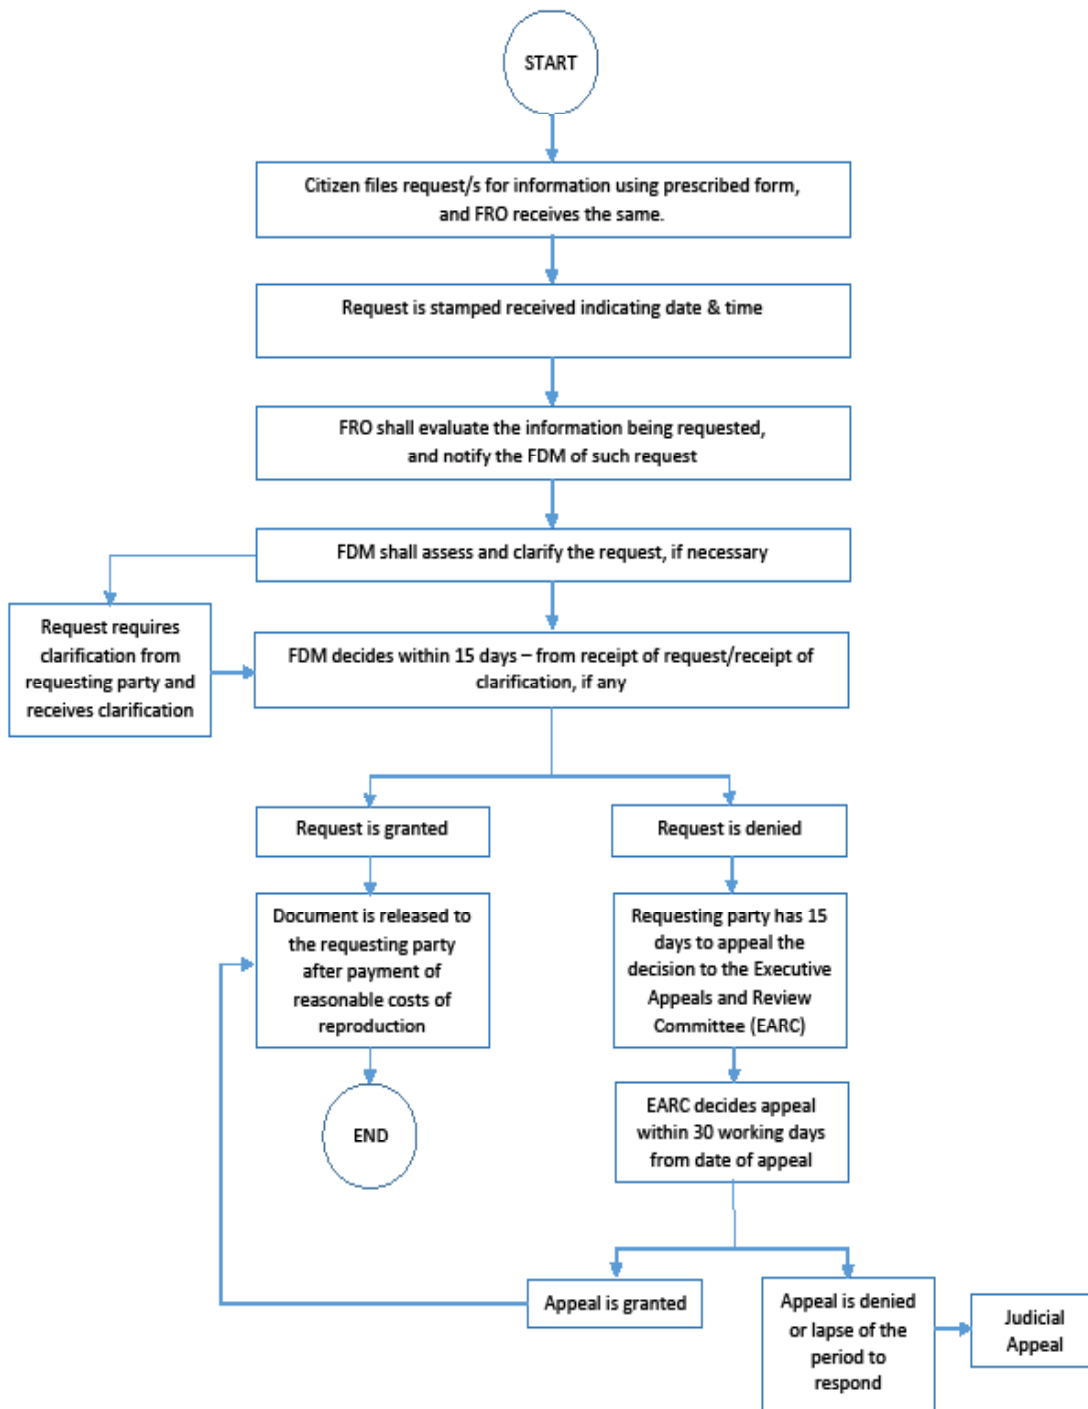 START
Citizen files request/s for information using prescribed form,
and FRO receives the same.
Request is stamped received indicating date & time
FRO shall evaluate the information being requested,
and notify the FDM of such request
FDM shall assess and clarify the request, if necessary
Request requires
clarification from
requesting party and
receives clarification
FDM decides within 15 days – from receipt of request/receipt of
clarification, if any
Request is granted
Request is denied
Document is released to
the requesting party
after payment of
reasonable costs of
reproduction
Requesting party has 15
days to appeal the
decision to the Executive
Appeals and Review
Committee (EARC)
END
EARC decides appeal
within 30 working days
from date of appeal
Appeal is granted
Appeal is denied
or lapse of the
period to
respond
Judicial
Appeal